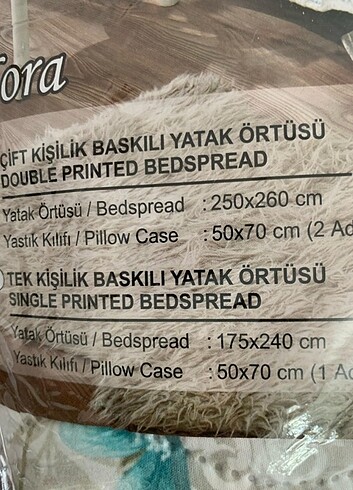 ora
ÇİFT KİŞİLİK BASKILI YATAK ÖRTÜSÜ
DOUBLE PRINTED BEDSPREAD
Yatak Örtüsü / Bedspread : 250x260 cm
Yastık Kılıfı / Pillow Case : 50x70 cm (2 Ad
TEK KİŞİLİK BASKILI YATAK ÖRTÜSÜ
SINGLE PRINTED BEDSPREAD
Yatak Örtüsü / Bedspread : 175x240 cm
Yastık Kılıfı / Pillow Case : 50x70 cm (1 Ad